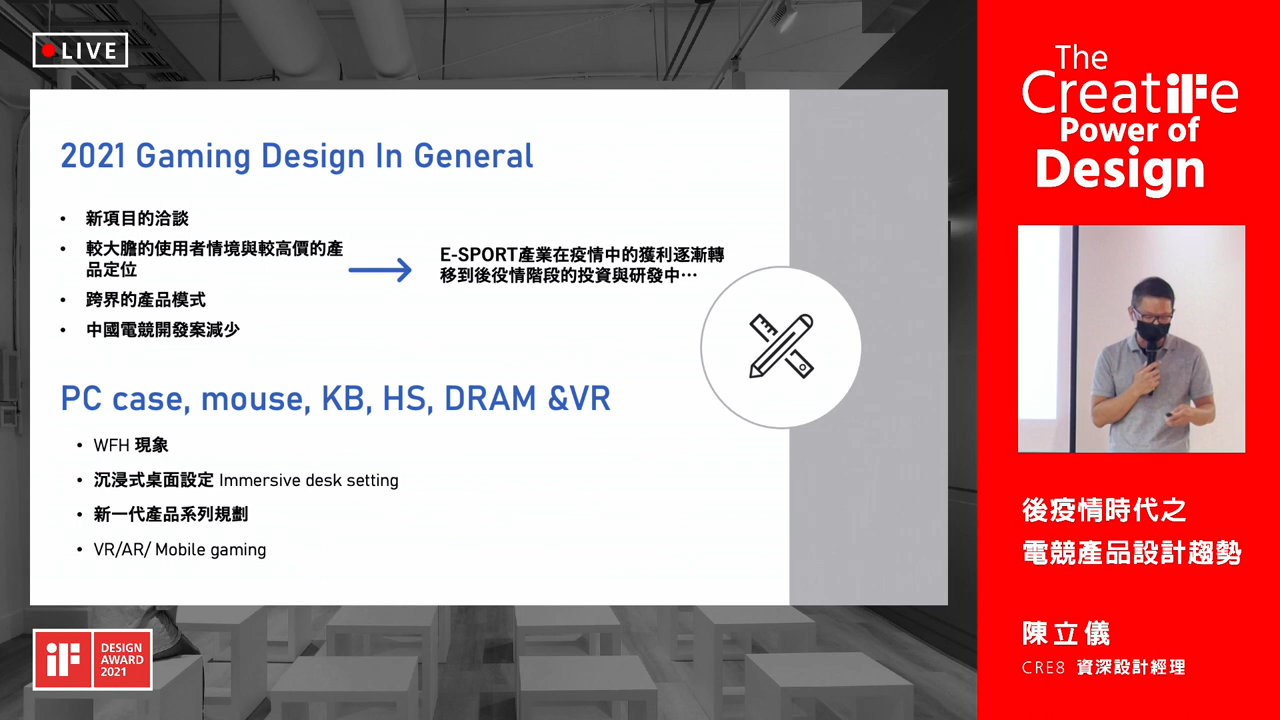 LIVE
2021 Gaming Design In General
• 新項目的洽談
• 較大膽的使用者情境與較高價的產
品定位
• 跨界的產品模式
• 中國電競開發案減少
E-SPORT產業在疫情中的獲利逐漸轉
移到後役情階段的投資與研發中…
PC case, mouse, KB, HS, DRAM &VR
• WFH 現象
• 沉浸式桌面設定 Immersive desk setting
• 新一代產品系列規劃
• VR/AR/ Mobile gaming
iF
DESIGN
AWARD
2021
The
CreatiFe
Power of
Design
後疫情時代之
電競產品設計趨勢
陳立儀
CRE8 資深設計經理